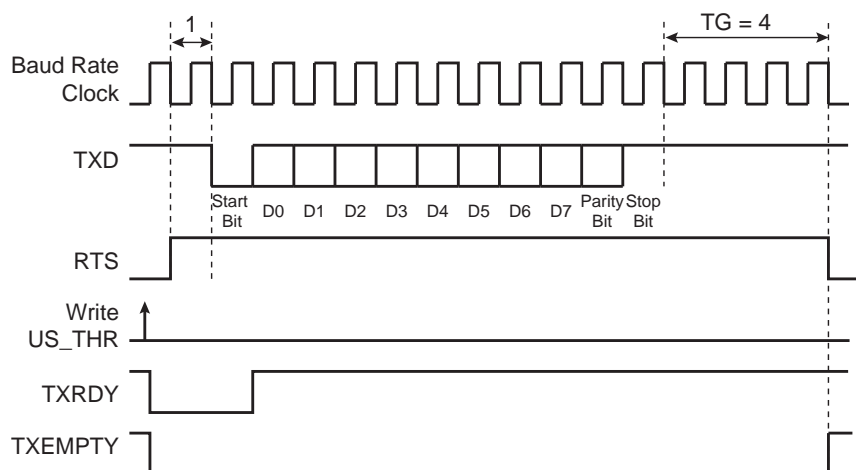 1
TG = 4
Baud Rate
Clock
TXD
Start
Bit
D0 D1 D2 D3 D4 D5 D6 D7
Parity
Bit
Stop
Bit
RTS
Write
US_THR
TXRDY
TXEMPTY